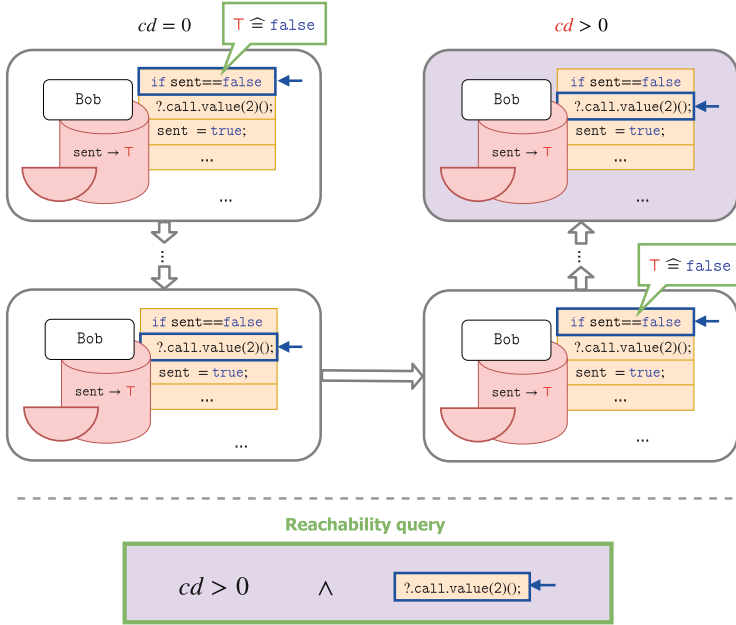 cd = 0
⊤ ≙ false
cd > 0
Bob
if sent==false
?.call.value(2)();
sent = true;
...
sent → ⊤
...
Bob
if sent==false
?.call.value(2)();
sent = true;
...
sent → ⊤
...
...
...
⊤ ≙ false
Bob
if sent==false
?.call.value(2)();
sent = true;
...
sent → ⊤
...
Bob
if sent==false
?.call.value(2)();
sent = true;
...
sent → ⊤
...
Reachability query
cd > 0 ∧ ?.call.value(2)();